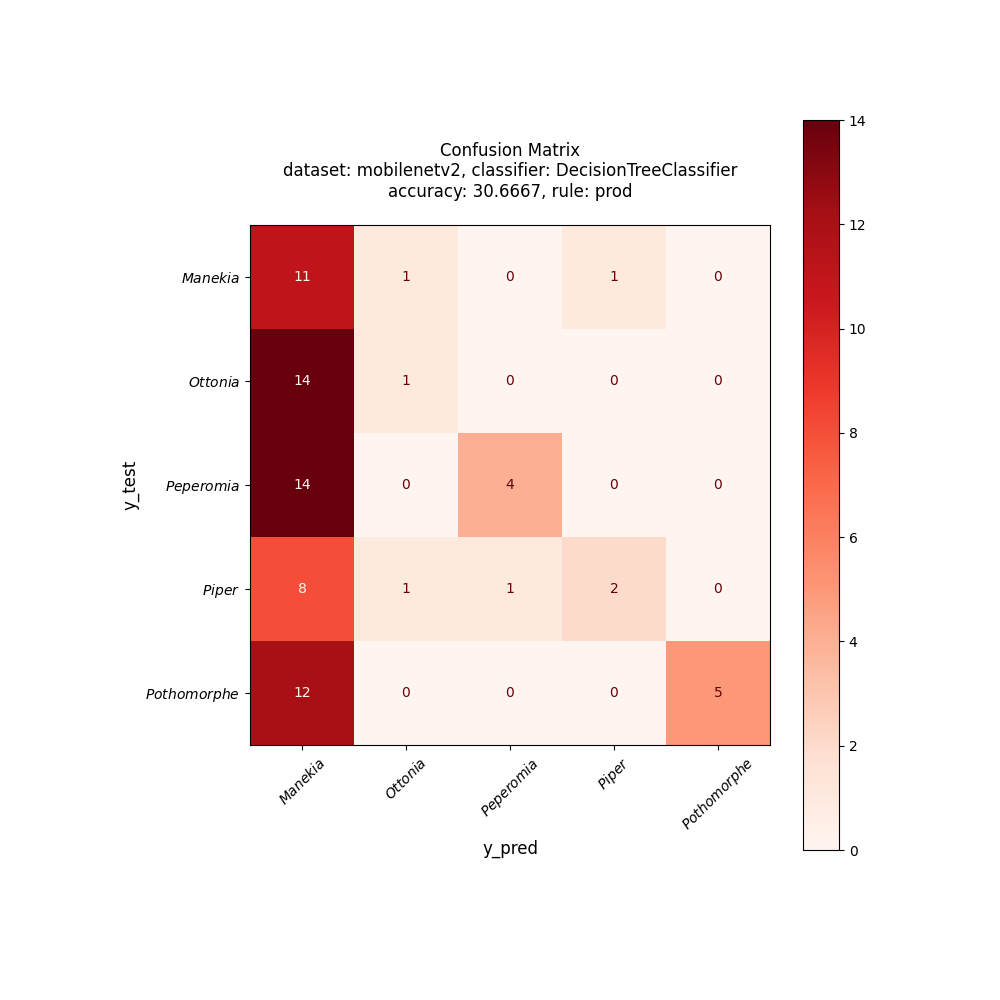 Confusion Matrix
dataset: mobilenetv2, classifier: DecisionTreeClassifier
accuracy: 30.6667, rule: prod
y_test
Manekia 11 1 0 1 0
Ottonia 14 1 0 0 0
Peperomia 14 0 4 0 0
Piper 8 1 1 2 0
Pothomorphe 12 0 0 0 5
Manekia Ottonia Peperomia Piper Pothomorphe
y_pred
14
12
10
8
6
4
2
0